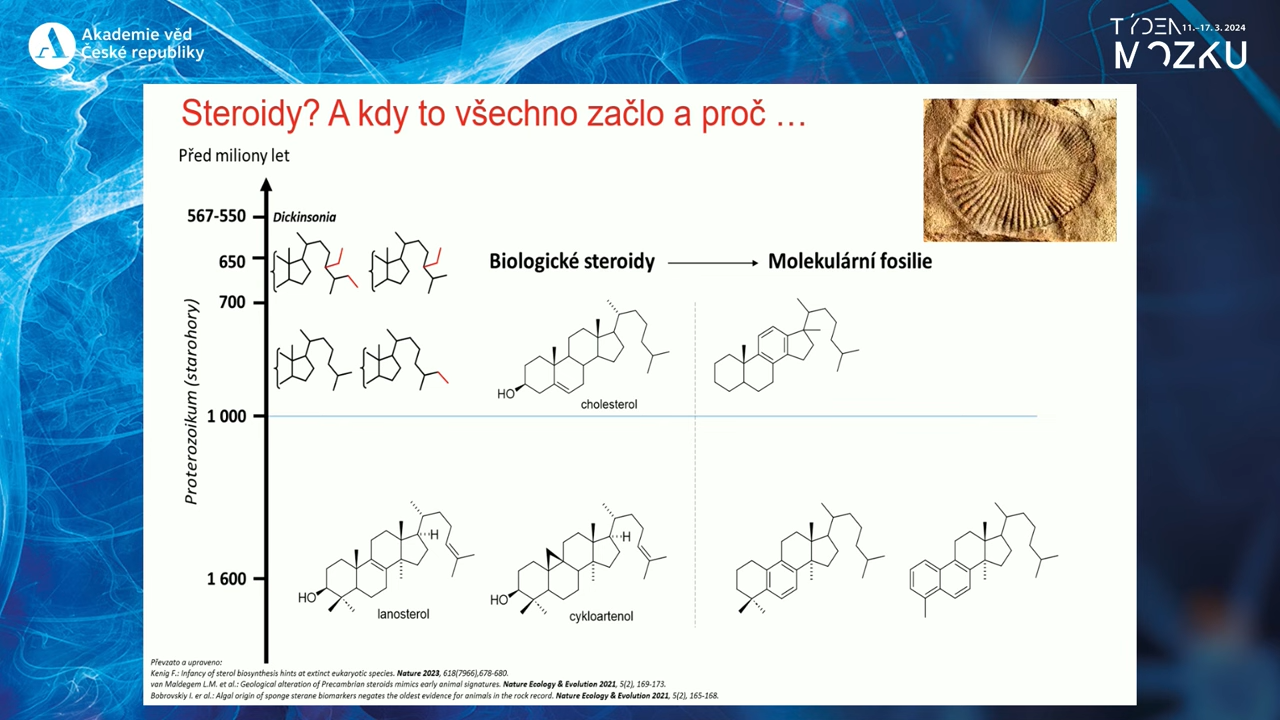 Akademie věd
České republiky
TÝDEN 11.–17. 3. 2024
MOZKU
Steroidy? A kdy to všechno začlo a proč …
Před miliony let
567-550
Dickinsonia
650
Biologické steroidy
Molekulární fosilie
700
Proterozoikum (starohory)
HO
cholesterol
1 000
H
H
1 600
HO
lanosterol
HO
cykloartenol
Převzato a upraveno:
Kenig F.: Infancy of sterol biosynthesis hints at extinct eukaryotic species. Nature 2023, 618(7966),678-680.
van Maldegem L.M. et al.: Geological alteration of Precambrian steroids mimics early animal signatures. Nature Ecology & Evolution 2021, 5(2), 169-173.
Bobrovskiy I. er al.: Algal origin of sponge sterane biomarkers negates the oldest evidence for animals in the rock record. Nature Ecology & Evolution 2021, 5(2), 165-168.